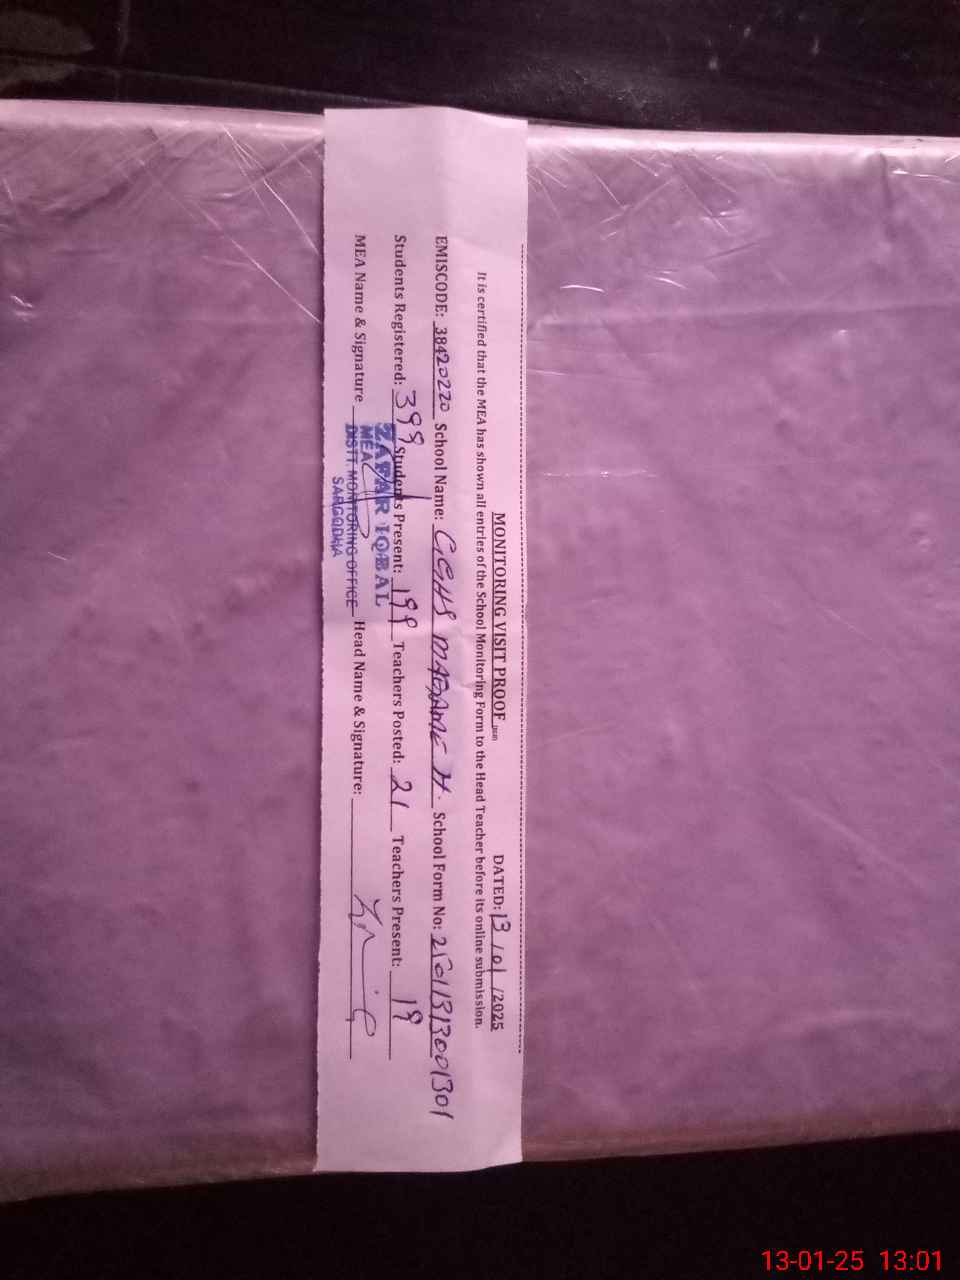 MONITORING VISIT PROOF DATED: 13 / 01 /2025
It is certified that the MEA has shown all entries of the School Monitoring Form to the Head Teacher before its online submission.
EMISCODE: 38420220 School Name: GGHS School Form No:
Students Registered: 399 Students Present: 199 Teachers Posted: 21 Teachers Present: 19
MEA Name & Signature Head Name & Signature:
ZAFAR IQBAL
MEA
DISTT. MONITORING OFFICE
SARGODHA
13-01-25 13:01